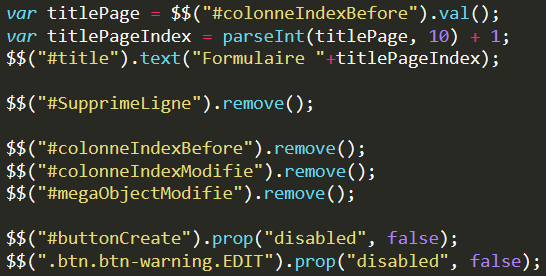 var titlePage = $$("#colonneIndexBefore").val();
var titlePageIndex = parseInt(titlePage, 10) + 1;
$$("#title").text("Formulaire "+titlePageIndex);
$$("#SupprimeLigne").remove();
$$("#colonneIndexBefore").remove();
$$("#colonneIndexModifie").remove();
$$("#megaObjectModifie").remove();
$$("#buttonCreate").prop("disabled", false);
$$(".btn.btn-warning.EDIT").prop("disabled", false);